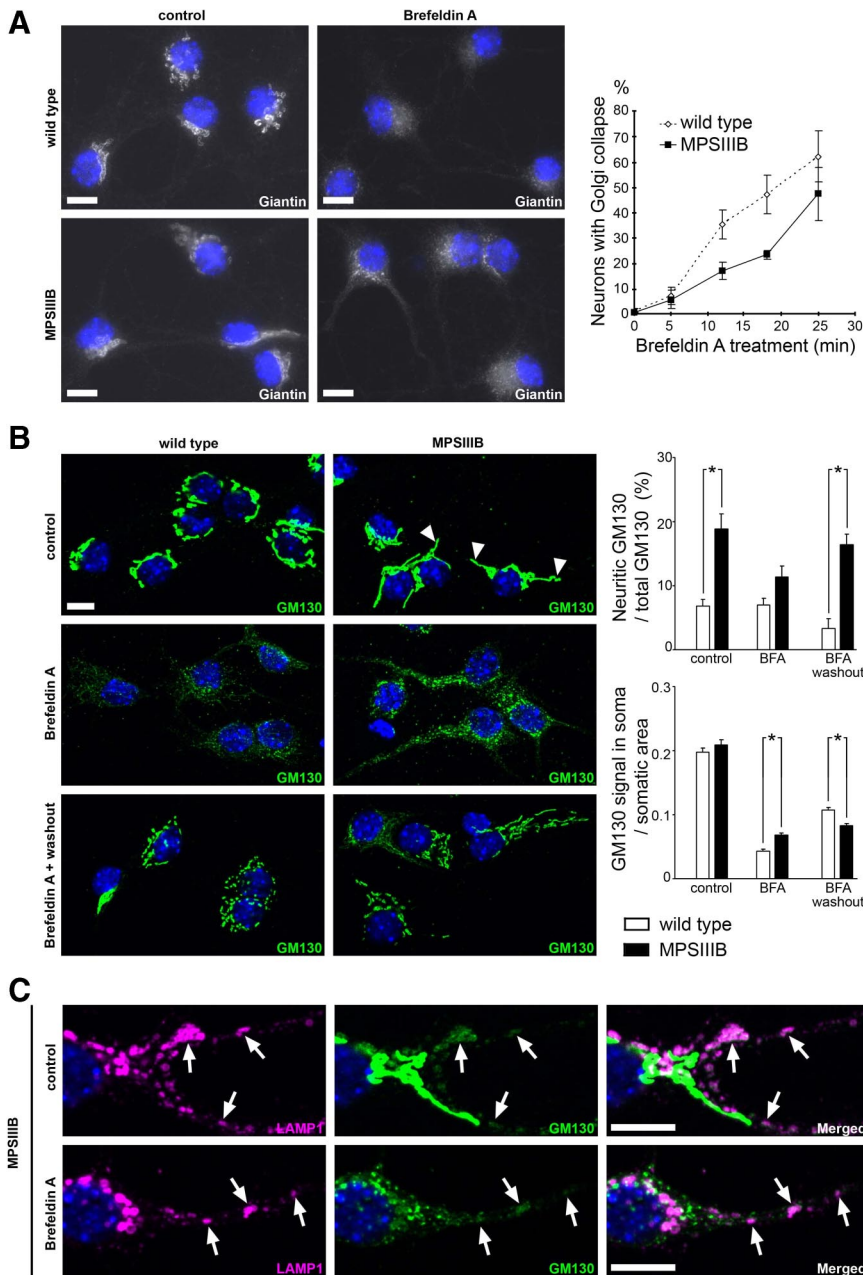 A
control
Brefeldin A
wild type
Giantin
Giantin
MPSIIIB
Giantin
Giantin
%
80
70
60
50
40
30
20
10
0
Neurons with Golgi collapse
wild type
MPSIIIB
0 5 10 15 20 25 30
Brefeldin A treatment (min)
B
wild type
MPSIIIB
control
GM130
GM130
Brefeldin A
GM130
GM130
Brefeldin A + washout
GM130
GM130
Neuritic GM130
/ total GM130 (%)
30
20
10
0
* *
control BFA BFA
washout
GM130 signal in soma
/ somatic area
0.3
0.2
0.1
0
* *
control BFA BFA
washout
wild type
MPSIIIB
C
MPSIIIB
control
LAMP1
GM130
Merged
Brefeldin A
LAMP1
GM130
Merged